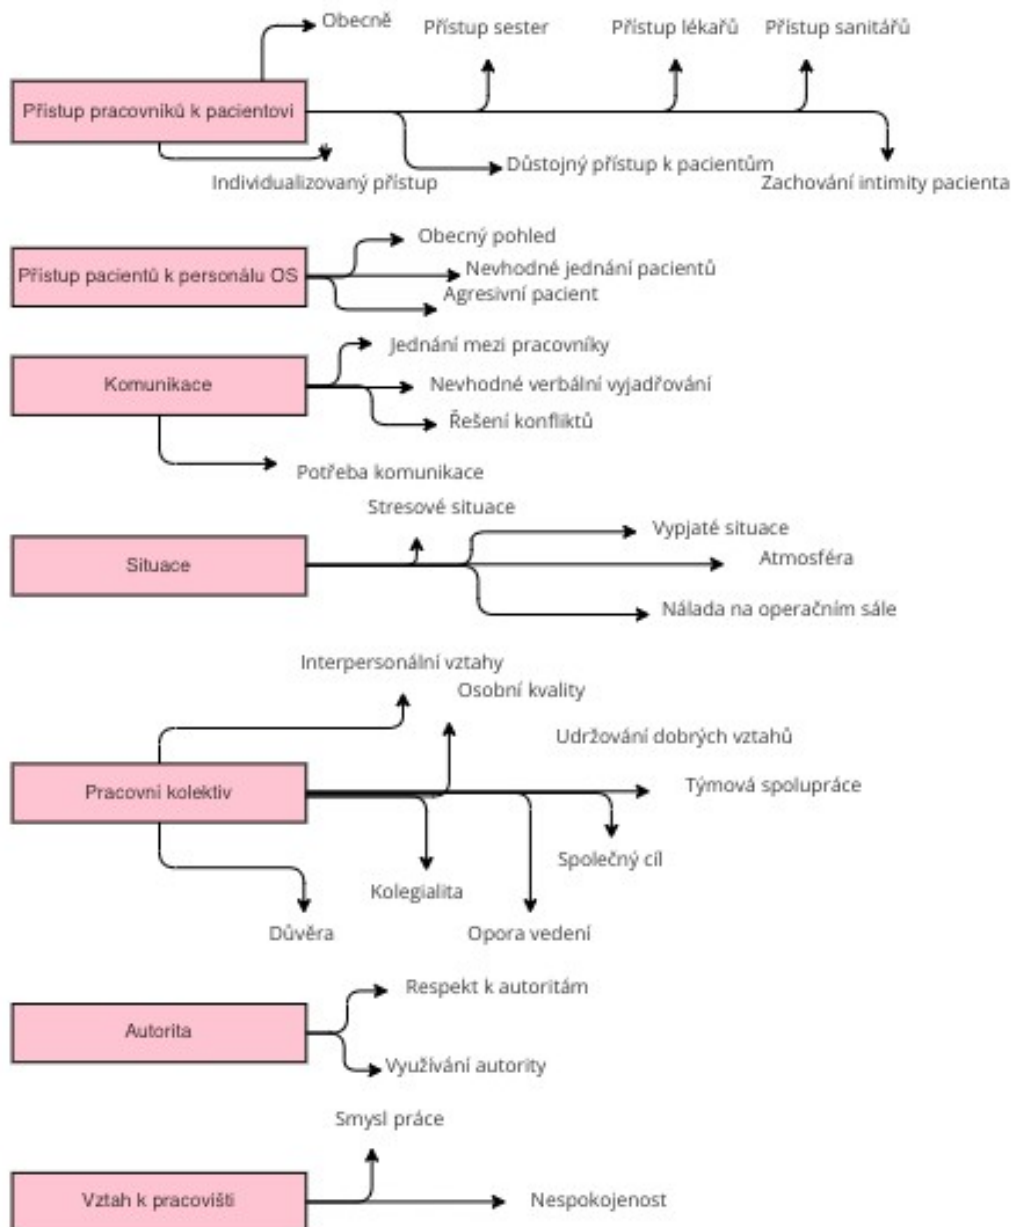 Obecně
Přístup sester
Přístup lékařů
Přístup sanitářů
Přístup pracovníků k pacientovi
Důstojný přístup k pacientům
Individualizovaný přístup
Zachování intimity pacienta
Obecný pohled
Přístup pacientů k personálu OS
Nevhodné jednání pacientů
Agresivní pacient
Jednání mezi pracovníky
Komunikace
Nevhodné verbální vyjadřování
Řešení konfliktů
Potřeba komunikace
Stresové situace
Vypjaté situace
Situace
Atmosféra
Nálada na operačním sále
Interpersonální vztahy
Osobní kvality
Udržování dobrých vztahů
Pracovní kolektiv
Týmová spolupráce
Společný cíl
Kolegialita
Důvěra
Opora vedení
Respekt k autoritám
Autorita
Využívání autority
Smysl práce
Vztah k pracovišti
Nespokojenost